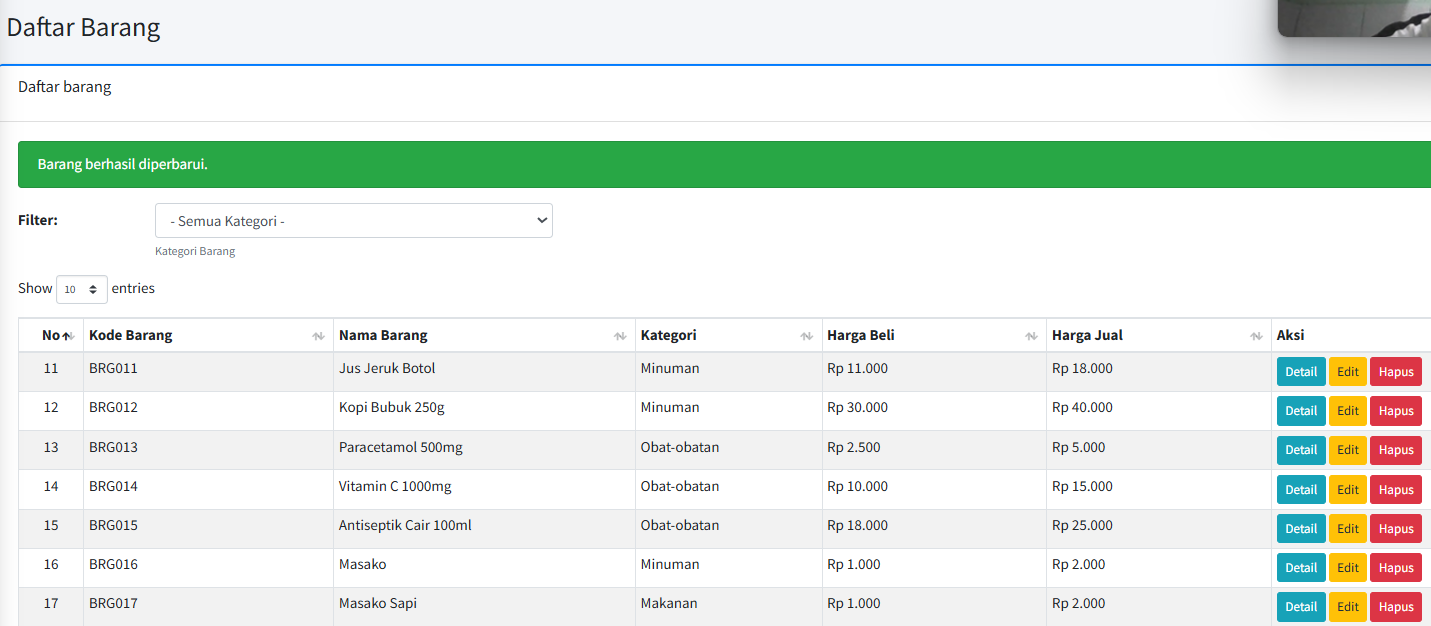 Daftar Barang
Daftar barang
Barang berhasil diperbarui.
Filter:
- Semua Kategori -
Kategori Barang
Show 10 entries
No Kode Barang Nama Barang Kategori Harga Beli Harga Jual Aksi
11 BRG011 Jus Jeruk Botol Minuman Rp 11.000 Rp 18.000 Detail Edit Hapus
12 BRG012 Kopi Bubuk 250g Minuman Rp 30.000 Rp 40.000 Detail Edit Hapus
13 BRG013 Paracetamol 500mg Obat-obatan Rp 2.500 Rp 5.000 Detail Edit Hapus
14 BRG014 Vitamin C 1000mg Obat-obatan Rp 10.000 Rp 15.000 Detail Edit Hapus
15 BRG015 Antiseptik Cair 100ml Obat-obatan Rp 18.000 Rp 25.000 Detail Edit Hapus
16 BRG016 Masako Minuman Rp 1.000 Rp 2.000 Detail Edit Hapus
17 BRG017 Masako Sapi Makanan Rp 1.000 Rp 2.000 Detail Edit Hapus